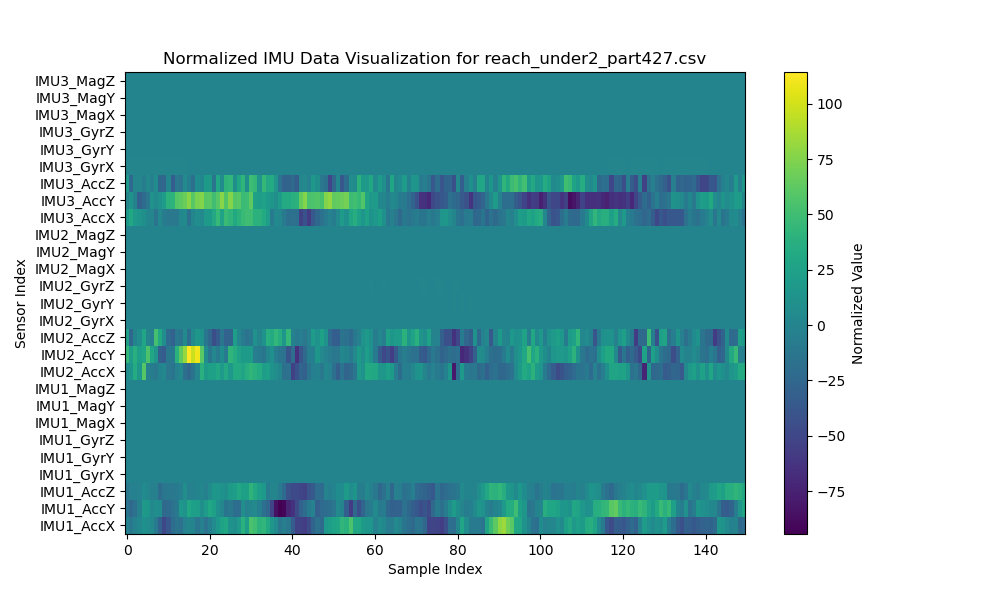 Normalized IMU Data Visualization for reach_under2_part427.csv
IMU3_MagZ
IMU3_MagY
IMU3_MagX
IMU3_GyrZ
IMU3_GyrY
IMU3_GyrX
IMU3_AccZ
IMU3_AccY
IMU3_AccX
IMU2_MagZ
IMU2_MagY
IMU2_MagX
IMU2_GyrZ
IMU2_GyrY
IMU2_GyrX
IMU2_AccZ
IMU2_AccY
IMU2_AccX
IMU1_MagZ
IMU1_MagY
IMU1_MagX
IMU1_GyrZ
IMU1_GyrY
IMU1_GyrX
IMU1_AccZ
IMU1_AccY
IMU1_AccX
Sensor Index
0 20 40 60 80 100 120 140
Sample Index
100
75
50
25
0
−25
−50
−75
Normalized Value